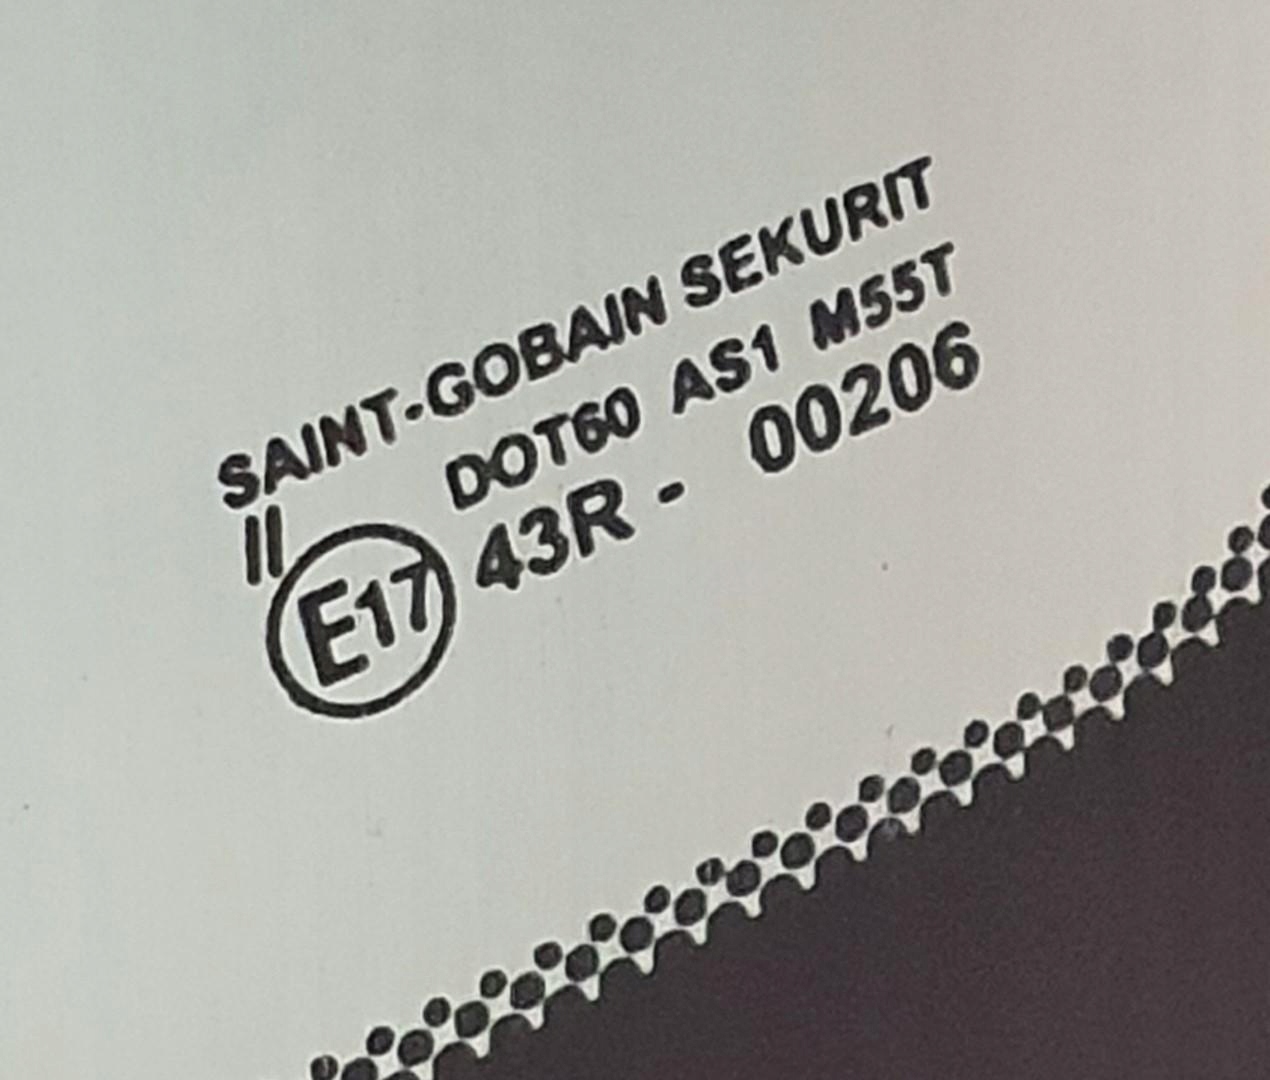 SAINT-GOBAIN SEKURIT
DOT60 AS1 M55T
II E17 43R - 00206